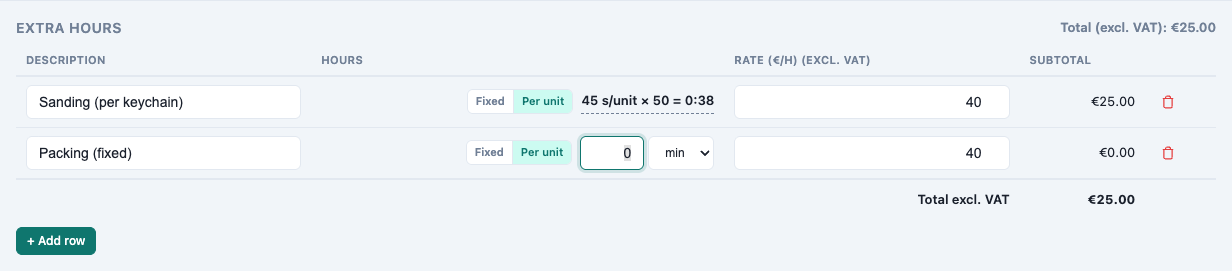 EXTRA HOURS Total (excl. VAT): €25.00
DESCRIPTION HOURS RATE (€/H) (EXCL. VAT) SUBTOTAL
Sanding (per keychain) Fixed Per unit 45 s/unit × 50 = 0:38 40 €25.00
Packing (fixed) Fixed Per unit 0 min 40 €0.00
Total excl. VAT €25.00
+ Add row